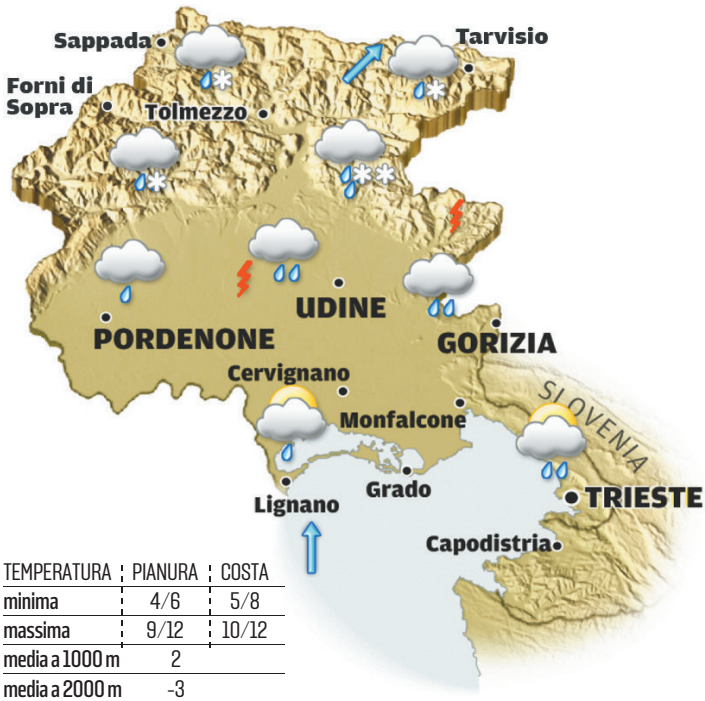 Sappada
Tarvisio
Forni di
Sopra
Tolmezzo
UDINE
PORDENONE
GORIZIA
Cervignano
Monfalcone
SLOVENIA
Lignano
Grado
TRIESTE
Capodistria
TEMPERATURA PIANURA COSTA
minima 4/6 5/8
massima 9/12 10/12
media a 1000 m 2
media a 2000 m -3